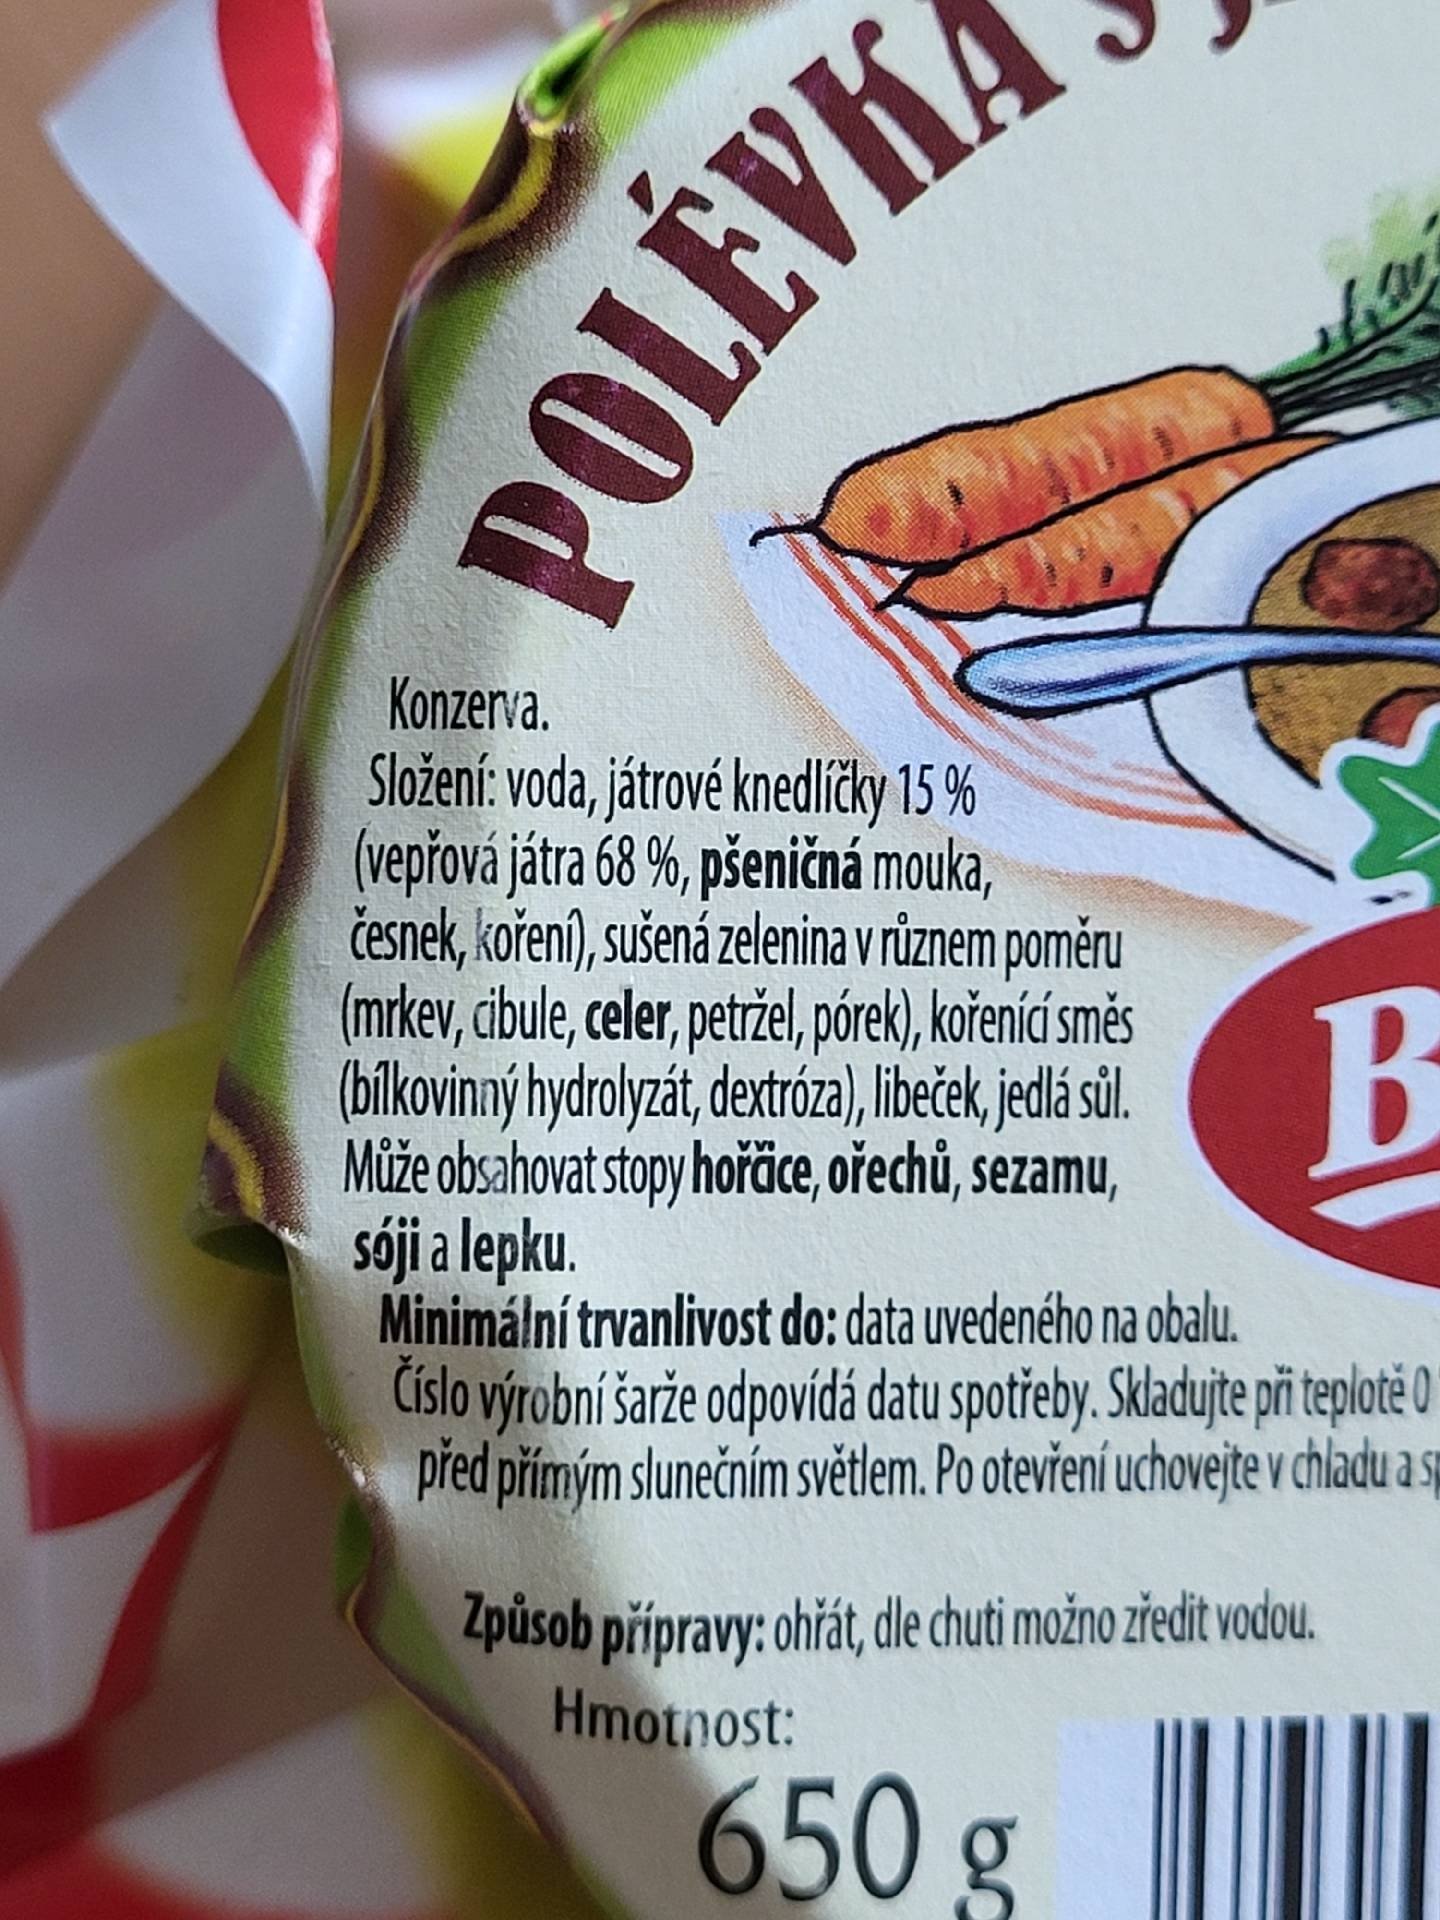 POLÉVKA S
Konzerva.
Složení: voda, játrové knedlíčky 15 %
(vepřová játra 68 %, pšeničná mouka,
česnek, koření), sušená zelenina v různem poměru
(mrkev, cibule, celer, petržel, pórek), kořenící směs
(bílkovinný hydrolyzát, dextróza), libeček, jedlá sůl.
Může obsahovat stopy hořčice, ořechů, sezamu,
sóji a lepku.
Minimální trvanlivost do: data uvedeného na obalu.
Číslo výrobní šarže odpovídá datu spotřeby. Skladujte při teplotě 0
před přímým slunečním světlem. Po otevření uchovejte v chladu a
Způsob přípravy: ohřát, dle chuti možno zředit vodou.
Hmotnost:
650 g
B